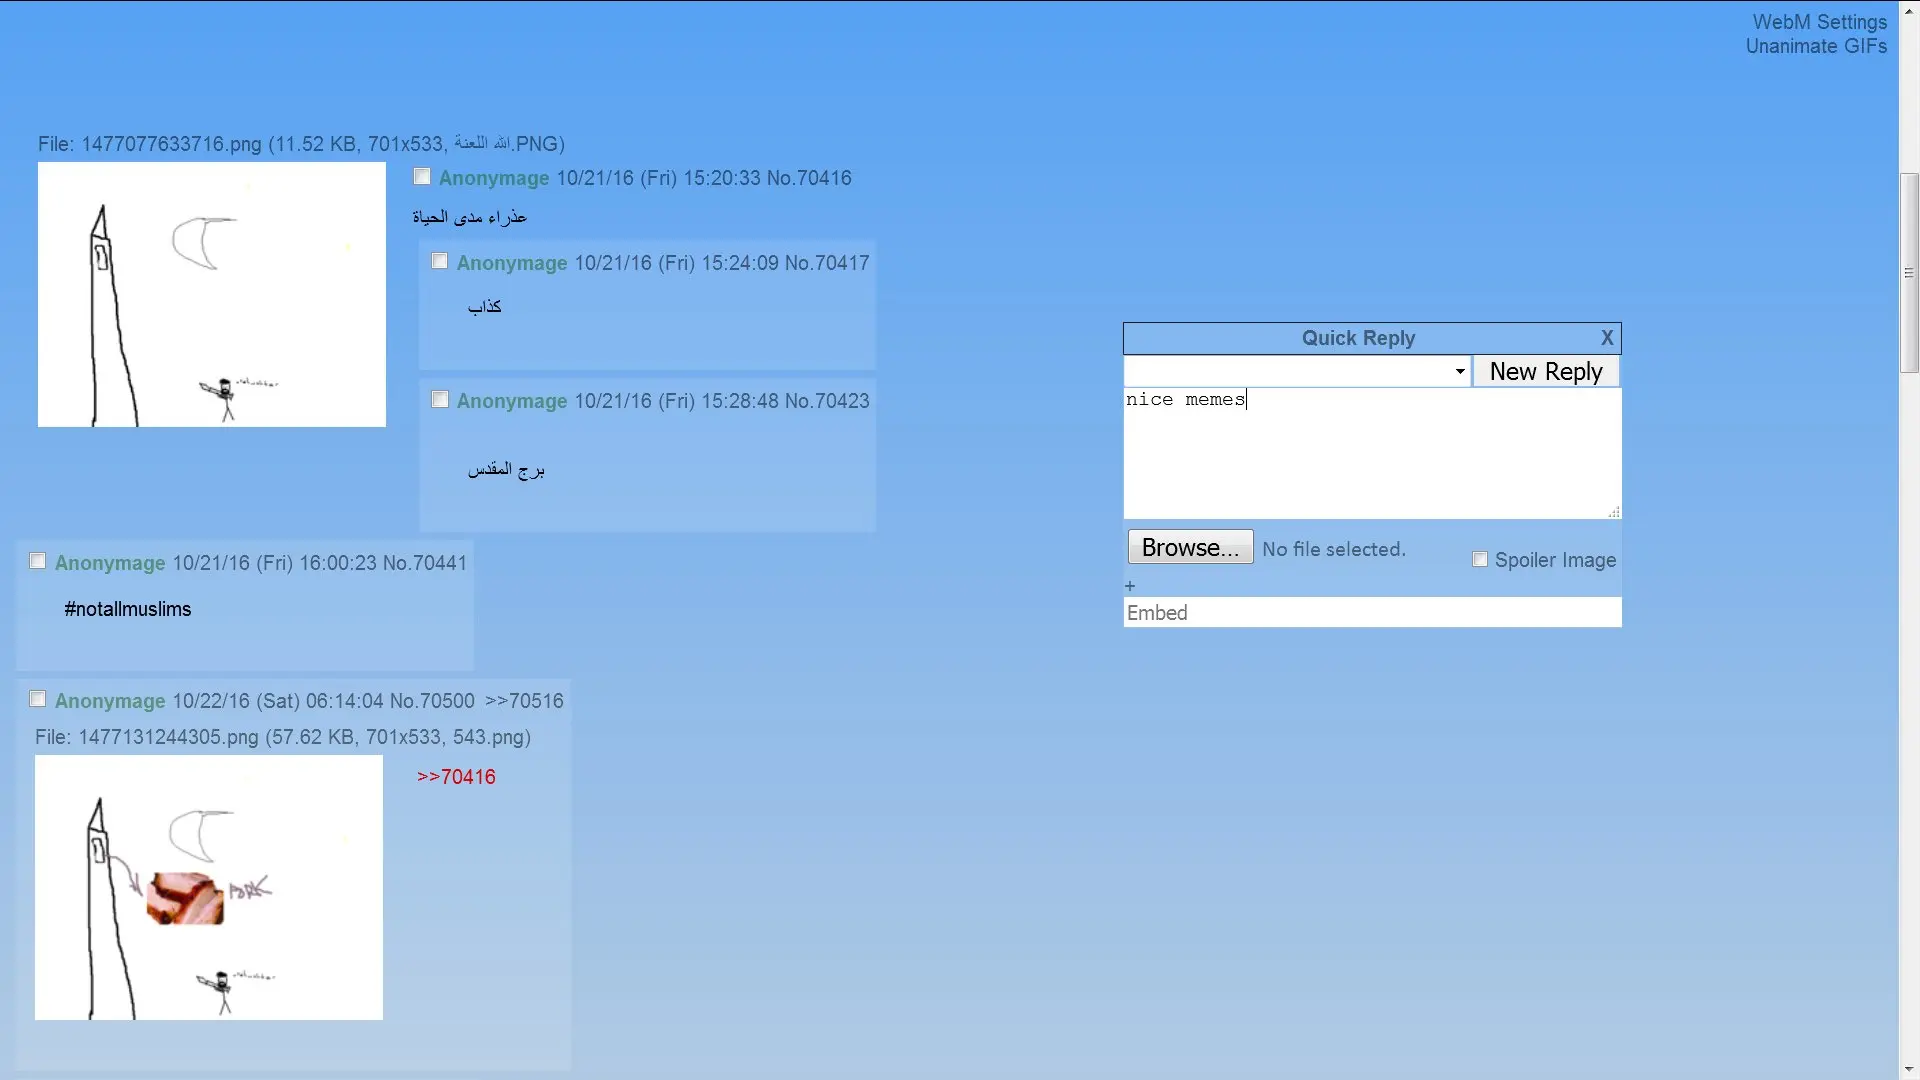 WebM Settings
Unanimate GIFs
File: 1477077633716.png (11.52 KB, 701x533, الله اللعنة.PNG)
Anonymage 10/21/16 (Fri) 15:20:33 No.70416
عذراء مدى الحياة
Anonymage 10/21/16 (Fri) 15:24:09 No.70417
كذاب
Anonymage 10/21/16 (Fri) 15:28:48 No.70423
برج المقدس
Anonymage 10/21/16 (Fri) 16:00:23 No.70441
#notallmuslims
Anonymage 10/22/16 (Sat) 06:14:04 No.70500 >>70516
File: 1477131244305.png (57.62 KB, 701x533, 543.png)
>>70416
PORK
Quick Reply X
New Reply
nice memes
Browse... No file selected.
Spoiler Image
+
Embed